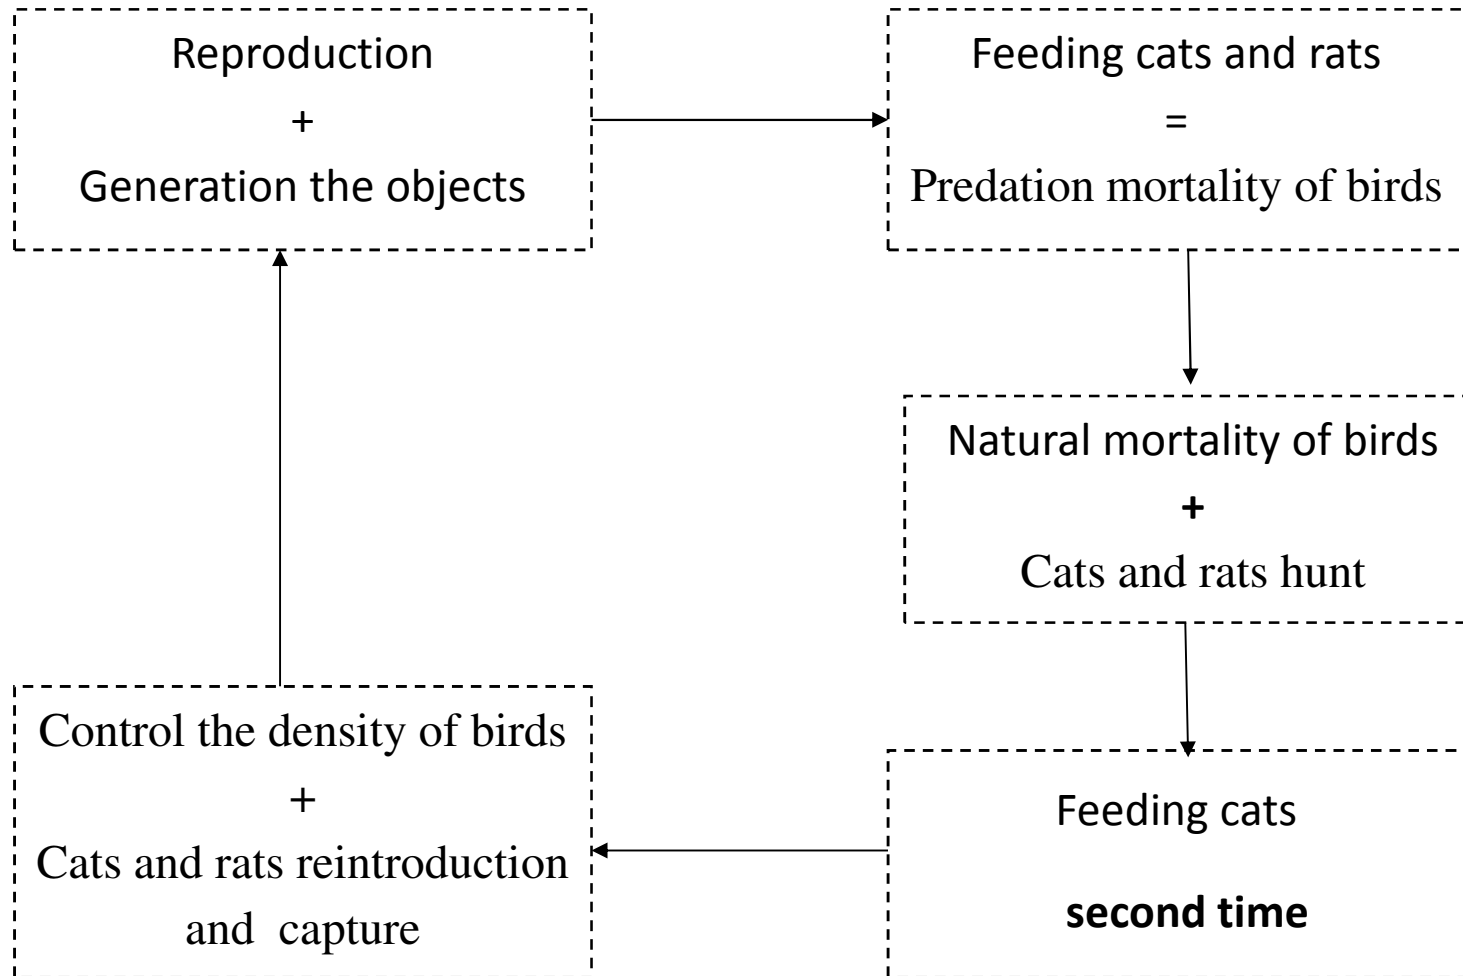 Reproduction
+
Generation the objects
Feeding cats and rats
=
Predation mortality of birds
Natural mortality of birds
+
Cats and rats hunt
Feeding cats
second time
Control the density of birds
+
Cats and rats reintroduction
and capture